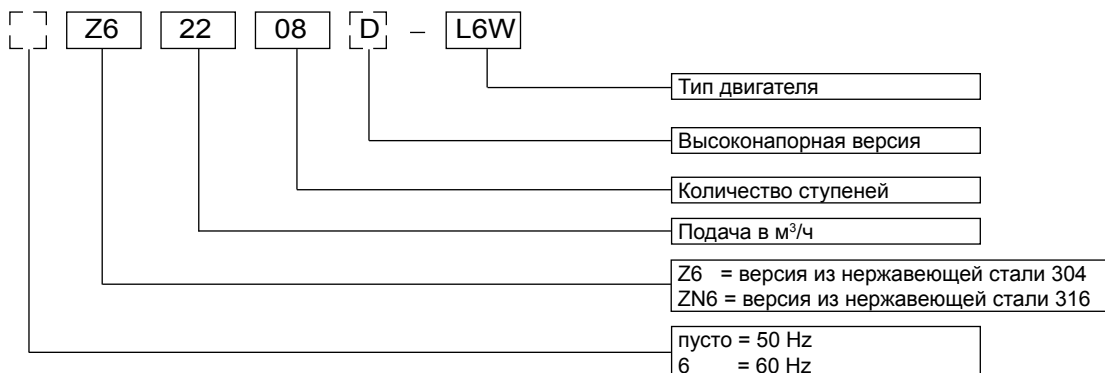 Z6 22 08 D – L6W
Тип двигателя
Высоконапорная версия
Количество ступеней
Подача в м³/ч
Z6 = версия из нержавеющей стали 304
ZN6 = версия из нержавеющей стали 316
пусто = 50 Hz
6 = 60 Hz